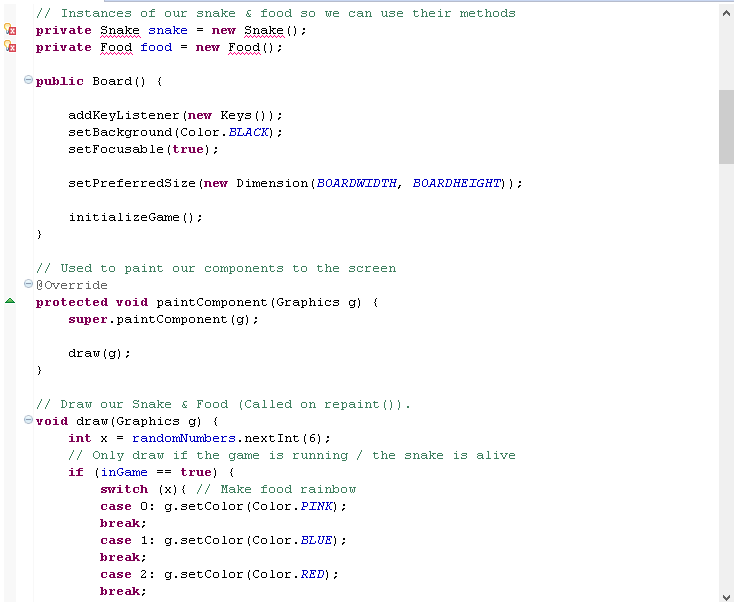 // Instances of our snake & food so we can use their methods
private Snake snake = new Snake();
private Food food = new Food();
public Board() {
addKeyListener(new Keys());
setBackground(Color.BLACK);
setFocusable(true);
setPreferredSize(new Dimension(BOARDWIDTH, BOARDHEIGHT));
initializeGame();
}
// Used to paint our components to the screen
@Override
protected void paintComponent(Graphics g) {
super.paintComponent(g);
draw(g);
}
// Draw our Snake & Food (Called on repaint()).
void draw(Graphics g) {
int x = randomNumbers.nextInt(6);
// Only draw if the game is running / the snake is alive
if (inGame == true) {
switch (x){ // Make food rainbow
case 0: g.setColor(Color.PINK);
break;
case 1: g.setColor(Color.BLUE);
break;
case 2: g.setColor(Color.RED);
break;